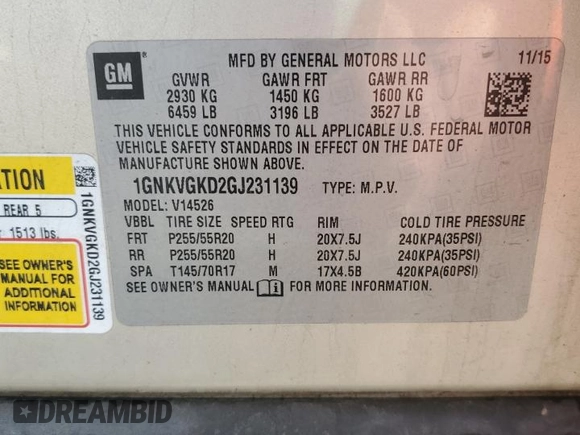 GM
MFD BY GENERAL MOTORS LLC 11/15
GVWR GAWR FRT GAWR RR
2930 KG 1450 KG 1600 KG
6459 LB 3196 LB 3527 LB
THIS VEHICLE CONFORMS TO ALL APPLICABLE U.S. FEDERAL MOTOR
VEHICLE SAFETY STANDARDS IN EFFECT ON THE DATE OF
MANUFACTURE SHOWN ABOVE.
1GNKVGKD2GJ231139 TYPE: M.P.V.
MODEL: V14526
VBBL TIRE SIZE SPEED RTG RIM COLD TIRE PRESSURE
FRT P255/55R20 H 20X7.5J 240KPA(35PSI)
RR P255/55R20 H 20X7.5J 240KPA(35PSI)
SPA T145/70R17 M 17X4.5B 420KPA(60PSI)
SEE OWNER'S MANUAL FOR MORE INFORMATION.
ATION
REAR 5
1513 lbs.
SEE OWNER'S
MANUAL FOR
ADDITIONAL
INFORMATION
1GNKVGKD2GJ231139
DREAMBID